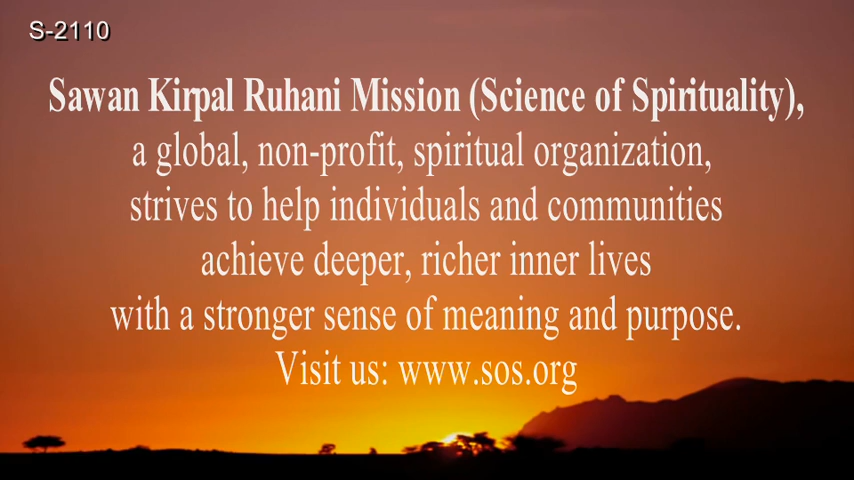 S-2110
Sawan Kirpal Ruhani Mission (Science of Spirituality),
a global, non-profit, spiritual organization,
strives to help individuals and communities
achieve deeper, richer inner lives
with a stronger sense of meaning and purpose.
Visit us: www.sos.org